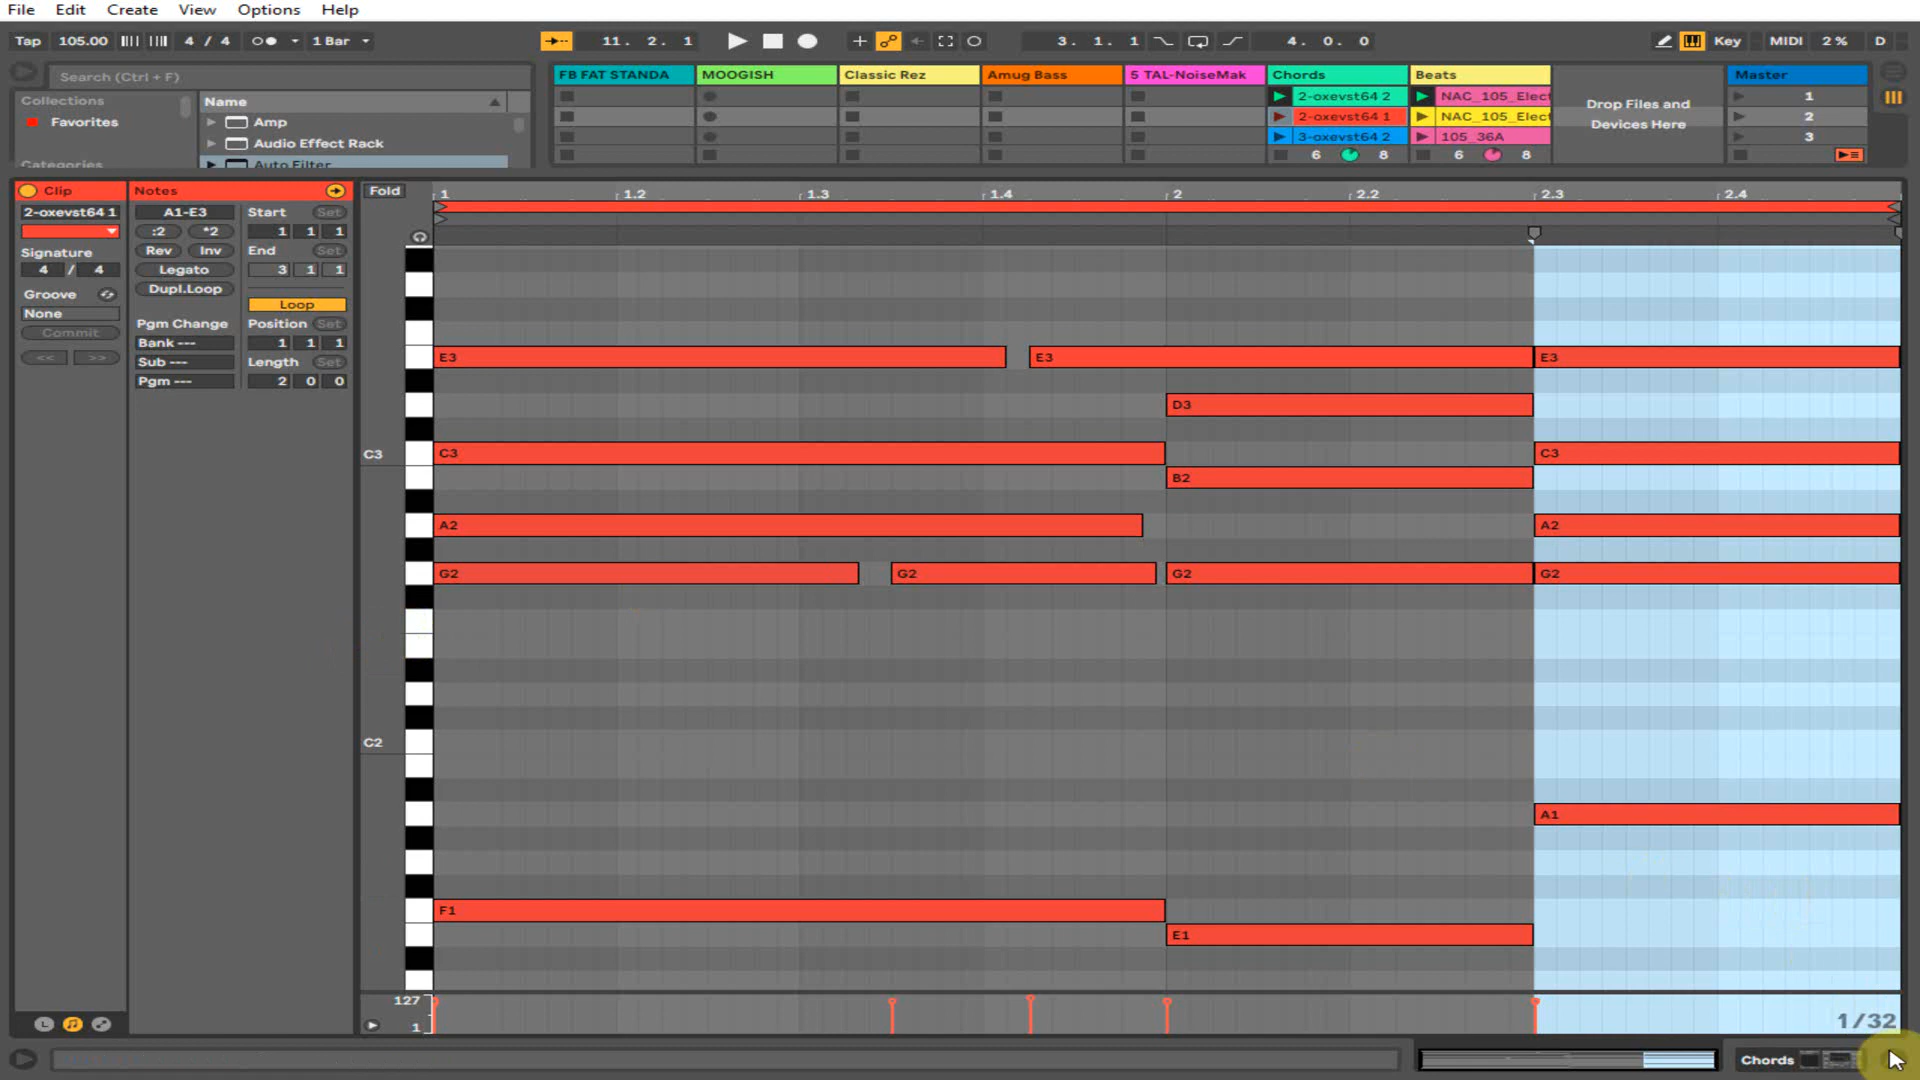 File Edit Create View Options Help
Tap 105.00 4 / 4 1 Bar 11. 2. 1 3. 1. 1 4. 0. 0 Key MIDI 2 % D
Search (Ctrl + F)
FB FAT STANDA MOOGISH Classic Rez Amug Bass 5 TAL-NoiseMak Chords Beats Master
Collections Name
2-oxevst64 2 NAC_105_Elect 1
Favorites Amp
Drop Files and
Devices Here
2-oxevst64 1 NAC_105_Elect 2
Audio Effect Rack
3-oxevst64 2 105_36A 3
Categories Auto Filter
6 8 6 8
Clip Notes Fold 1 1.2 1.3 1.4 2 2.2 2.3 2.4
2-oxevst64 1 A1-E3 Start Set
:2 *2 1 1 1
Signature Rev Inv End Set
4 / 4 Legato 3 1 1
Groove Dupl.Loop
None Loop
Commit Pgm Change Position Set
Bank --- 1 1 1
<< >> Sub --- Length Set
Pgm --- 2 0 0
E3 E3 E3
D3
C3 C3 C3
B2
A2 A2
G2 G2 G2 G2
C2
A1
F1
E1
127
1
1/32
Chords